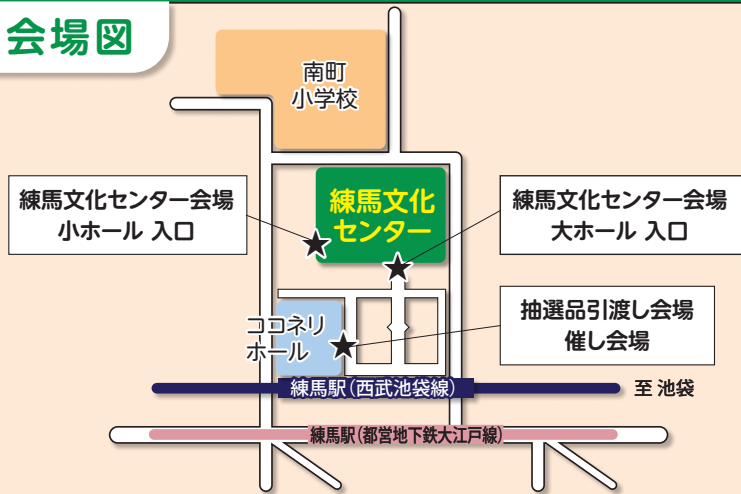 会場図
南町
小学校
練馬文化センター会場
小ホール 入口
練馬文化
センター
練馬文化センター会場
大ホール 入口
ココネリ
ホール
抽選品引渡し会場
催し会場
練馬駅(西武池袋線)
至 池袋
練馬駅(都営地下鉄大江戸線)